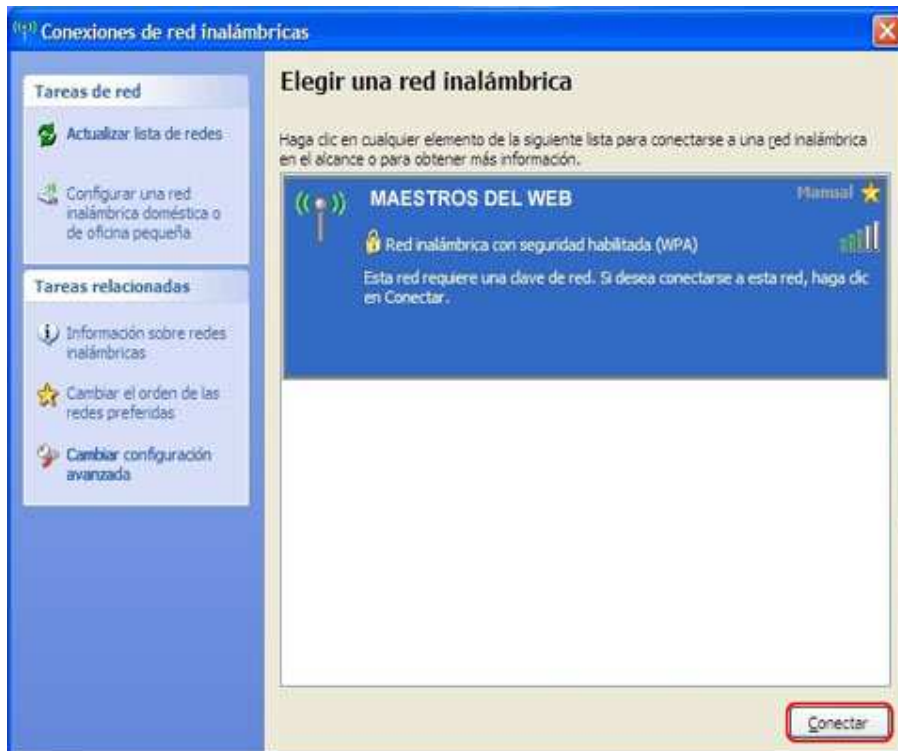 Conexiones de red inalámbricas
Tareas de red
Actualizar lista de redes
Configurar una red
inalámbrica doméstica o
de oficina pequeña
Tareas relacionadas
Información sobre redes
inalámbricas
Cambiar el orden de las
redes preferidas
Cambiar configuración
avanzada
Elegir una red inalámbrica
Haga clic en cualquier elemento de la siguiente lista para conectarse a una red inalámbrica
en el alcance o para obtener más información.
MAESTROS DEL WEB
Manual
Red inalámbrica con seguridad habilitada (WPA)
Esta red requiere una clave de red. Si desea conectarse a esta red, haga clic
en Conectar.
Conectar